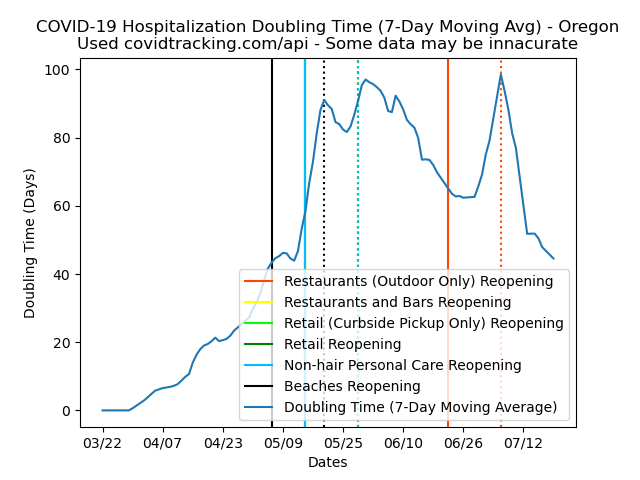 COVID-19 Hospitalization Doubling Time (7-Day Moving Avg) - Oregon
Used covidtracking.com/api - Some data may be innacurate
100
80
60
40
20
0
Doubling Time (Days)
Restaurants (Outdoor Only) Reopening
Restaurants and Bars Reopening
Retail (Curbside Pickup Only) Reopening
Retail Reopening
Non-hair Personal Care Reopening
Beaches Reopening
Doubling Time (7-Day Moving Average)
03/22 04/07 04/23 05/09 05/25 06/10 06/26 07/12
Dates